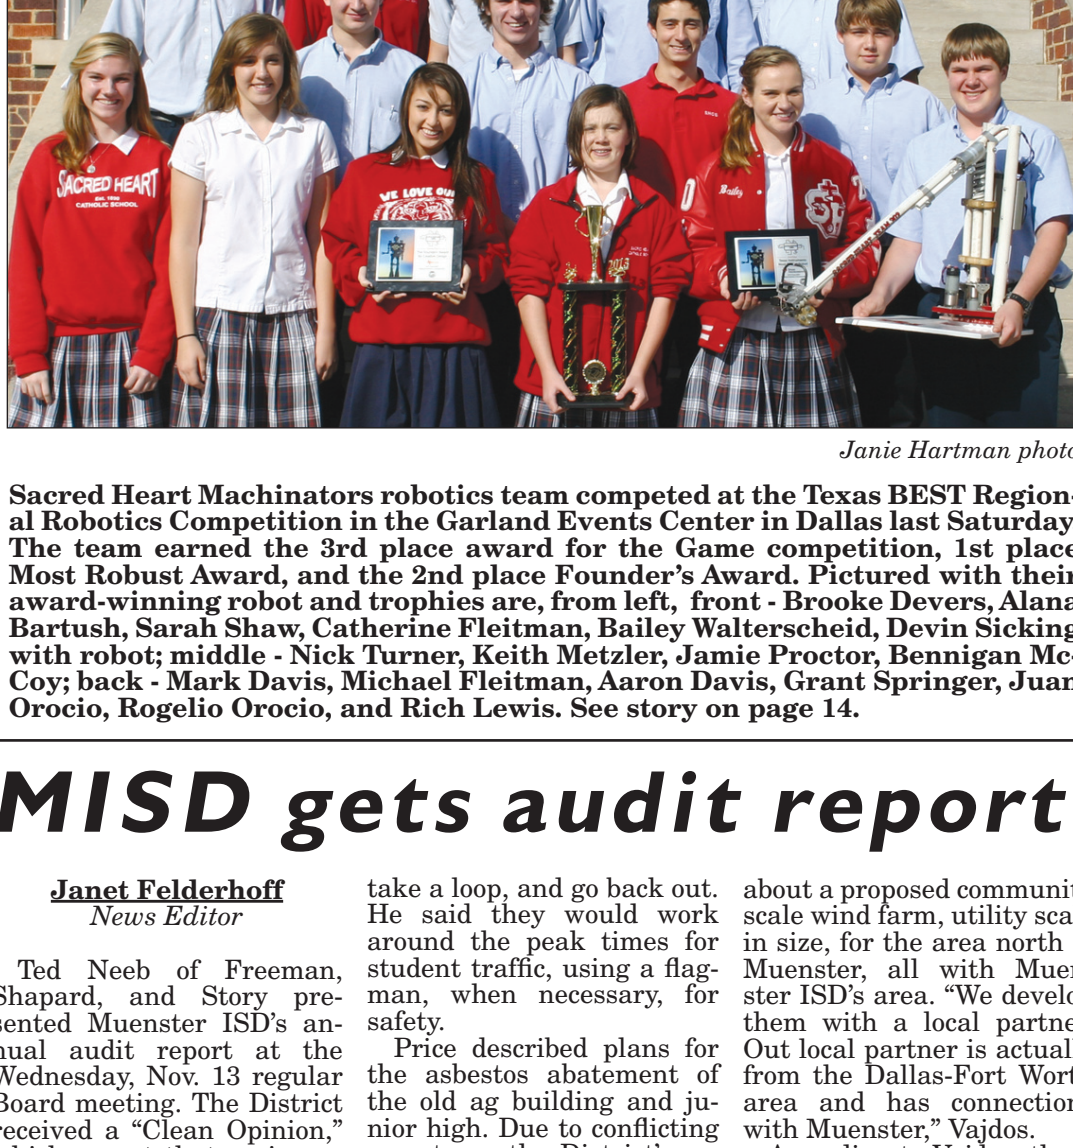 SACRED HEART
Est. 1890
CATHOLIC SCHOOL
WE LOVE OUR
SHCS
Bailey
SH
2013
Janie Hartman photo
Sacred Heart Machinators robotics team competed at the Texas BEST Region-
al Robotics Competition in the Garland Events Center in Dallas last Saturday.
The team earned the 3rd place award for the Game competition, 1st place
Most Robust Award, and the 2nd place Founder's Award. Pictured with their
award-winning robot and trophies are, from left, front - Brooke Devers, Alana
Bartush, Sarah Shaw, Catherine Fleitman, Bailey Walterscheid, Devin Sicking
with robot; middle - Nick Turner, Keith Metzler, Jamie Proctor, Bennigan Mc-
Coy; back - Mark Davis, Michael Fleitman, Aaron Davis, Grant Springer, Juan
Orocio, Rogelio Orocio, and Rich Lewis. See story on page 14.
MISD gets audit report
Janet Felderhoff
News Editor
Ted Neeb of Freeman,
Shapard, and Story pre-
sented Muenster ISD's an-
nual audit report at the
Wednesday, Nov. 13 regular
Board meeting. The District
received a "Clean Opinion,"
take a loop, and go back out.
He said they would work
around the peak times for
student traffic, using a flag-
man, when necessary, for
safety.
Price described plans for
the asbestos abatement of
the old ag building and ju-
nior high. Due to conflicting
about a proposed communit
scale wind farm, utility sca
in size, for the area north
Muenster, all with Muen
ster ISD's area. "We develo
them with a local partne
Out local partner is actuall
from the Dallas-Fort Wort
area and has connection
with Muenster," Vajdos.